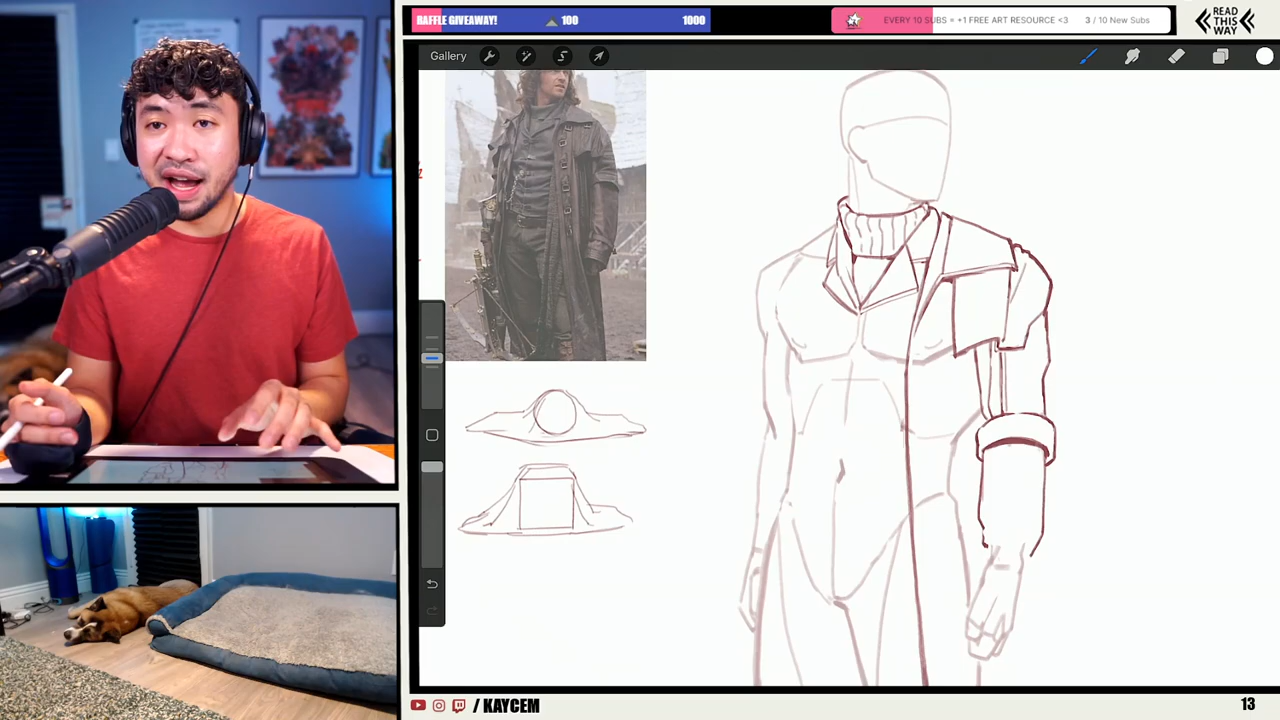 RAFFLE GIVEAWAY!
100
1000
EVERY 10 SUBS = +1 FREE ART RESOURCE <3
3 / 10 New Subs
READ
THIS
WAY
Gallery
/ KAYCEM
13